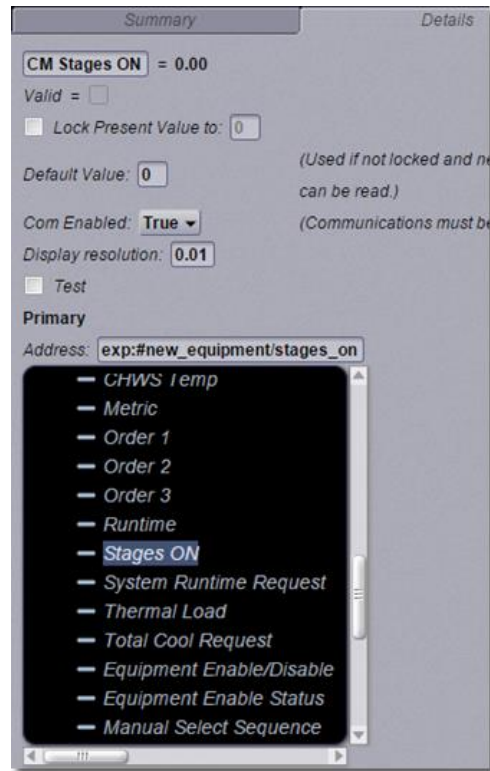 Summary Details
CM Stages ON = 0.00
Valid =
Lock Present Value to: 0
(Used if not locked and ne
Default Value: 0
can be read.)
Com Enabled: True (Communications must be
Display resolution: 0.01
Test
Primary
Address: exp:#new_equipment/stages_on
CHWS Temp
Metric
Order 1
Order 2
Order 3
Runtime
Stages ON
System Runtime Request
Thermal Load
Total Cool Request
Equipment Enable/Disable
Equipment Enable Status
Manual Select Sequence